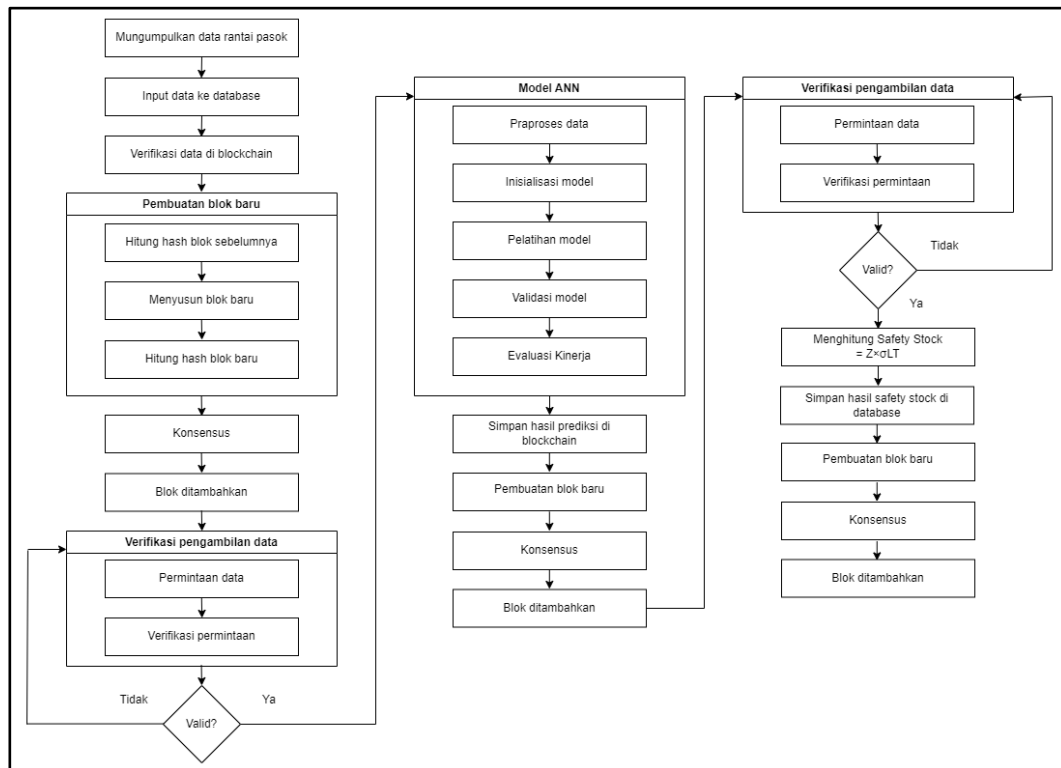 Mungumpulkan data rantai pasok
Input data ke database
Verifikasi data di blockchain
Pembuatan blok baru
Hitung hash blok sebelumnya
Menyusun blok baru
Hitung hash blok baru
Konsensus
Blok ditambahkan
Verifikasi pengambilan data
Permintaan data
Verifikasi permintaan
Tidak
Ya
Valid?
Model ANN
Praproses data
Inisialisasi model
Pelatihan model
Validasi model
Evaluasi Kinerja
Simpan hasil prediksi di
blockchain
Pembuatan blok baru
Konsensus
Blok ditambahkan
Verifikasi pengambilan data
Permintaan data
Verifikasi permintaan
Tidak
Valid?
Ya
Menghitung Safety Stock
= Z×σLT
Simpan hasil safety stock di
database
Pembuatan blok baru
Konsensus
Blok ditambahkan